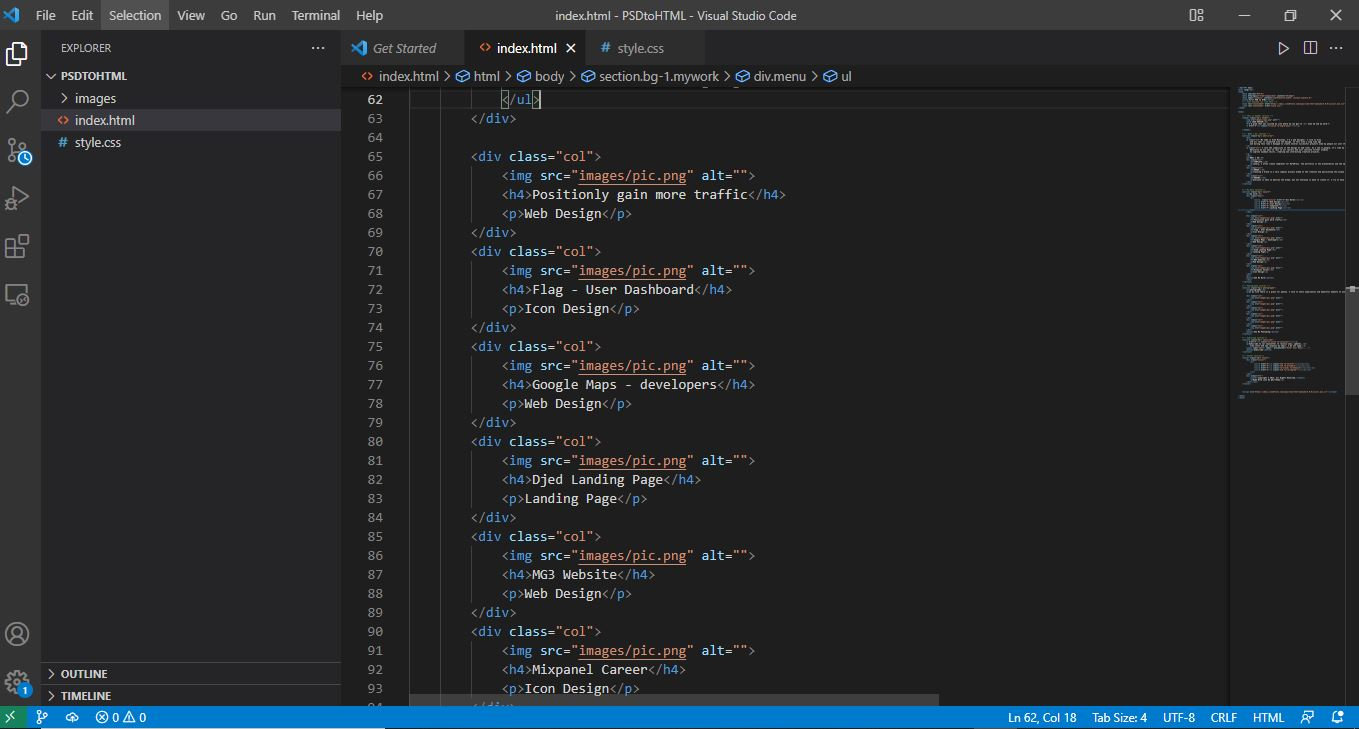 File Edit Selection View Go Run Terminal Help index.html - PSDtoHTML - Visual Studio Code
EXPLORER
PSDTOHTML
images
index.html
style.css
OUTLINE
TIMELINE
Get Started index.html style.css
index.html > html > body > section.bg-1.mywork > div.menu > ul
62 </ul>
63 </div>
64
65 <div class="col">
66 <img src="images/pic.png" alt="">
67 <h4>Positionly gain more traffic</h4>
68 <p>Web Design</p>
69 </div>
70 <div class="col">
71 <img src="images/pic.png" alt="">
72 <h4>Flag - User Dashboard</h4>
73 <p>Icon Design</p>
74 </div>
75 <div class="col">
76 <img src="images/pic.png" alt="">
77 <h4>Google Maps - developers</h4>
78 <p>Web Design</p>
79 </div>
80 <div class="col">
81 <img src="images/pic.png" alt="">
82 <h4>Djed Landing Page</h4>
83 <p>Landing Page</p>
84 </div>
85 <div class="col">
86 <img src="images/pic.png" alt="">
87 <h4>MG3 Website</h4>
88 <p>Web Design</p>
89 </div>
90 <div class="col">
91 <img src="images/pic.png" alt="">
92 <h4>Mixpanel Career</h4>
93 <p>Icon Design</p>
1
0 0 Ln 62, Col 18 Tab Size: 4 UTF-8 CRLF HTML